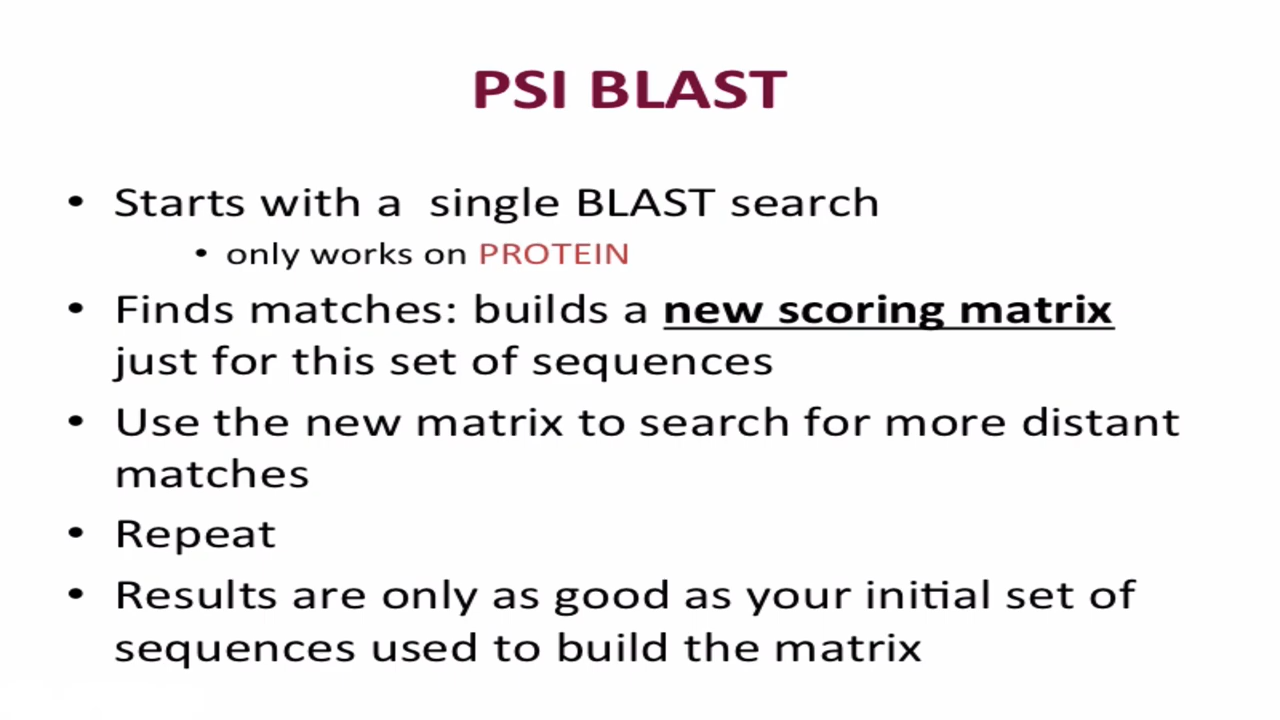 PSI BLAST
• Starts with a single BLAST search
• only works on PROTEIN
• Finds matches: builds a new scoring matrix
just for this set of sequences
• Use the new matrix to search for more distant
matches
• Repeat
• Results are only as good as your initial set of
sequences used to build the matrix